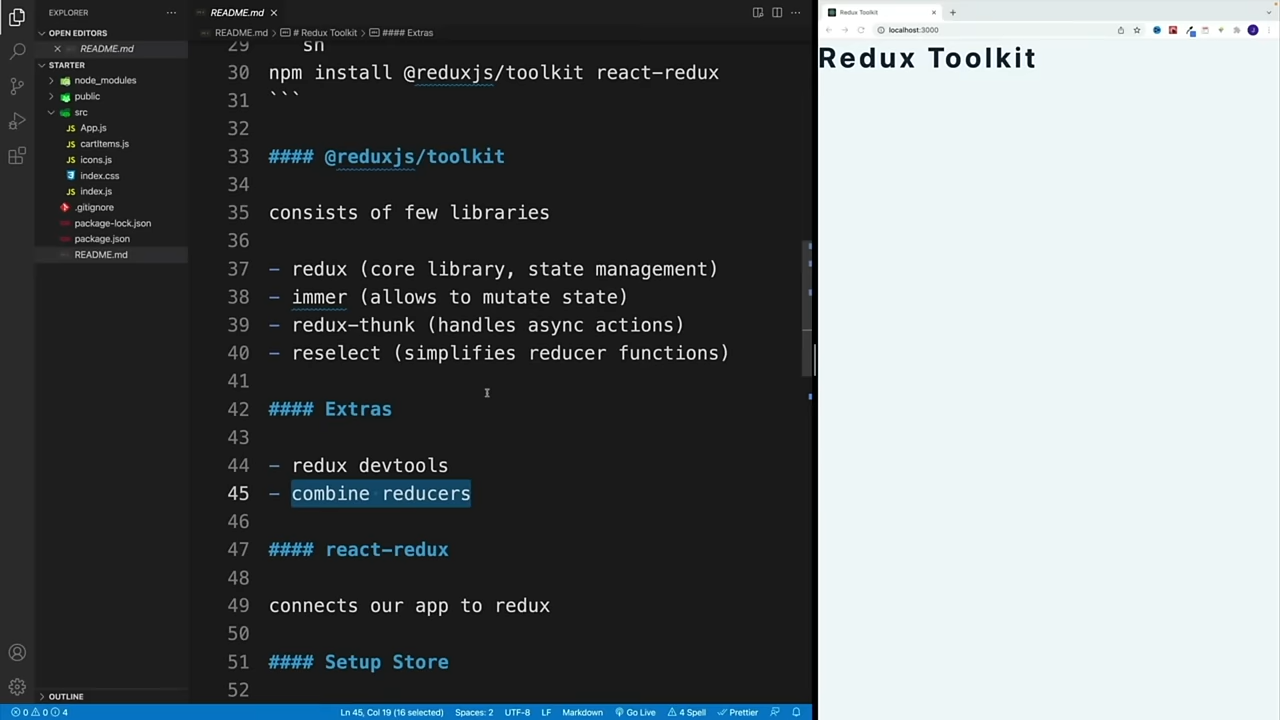 EXPLORER
OPEN EDITORS
README.md
STARTER
node_modules
public
src
App.js
cartItems.js
icons.js
index.css
index.js
.gitignore
package-lock.json
package.json
README.md
OUTLINE
README.md
README.md > # Redux Toolkit > #### Extras
29 ```sh
30 npm install @reduxjs/toolkit react-redux
31 ```
32
33 #### @reduxjs/toolkit
34
35 consists of few libraries
36
37 - redux (core library, state management)
38 - immer (allows to mutate state)
39 - redux-thunk (handles async actions)
40 - reselect (simplifies reducer functions)
41
42 #### Extras
43
44 - redux devtools
45 - combine reducers
46
47 #### react-redux
48
49 connects our app to redux
50
51 #### Setup Store
52
0 0 4 Ln 45, Col 19 (16 selected) Spaces: 2 UTF-8 LF Markdown Go Live 4 Spell Prettier
Redux Toolkit
localhost:3000
J
Redux Toolkit